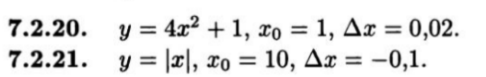 7.2.20. y = 4x² + 1, x₀ = 1, Δx = 0,02.
7.2.21. y = |x|, x₀ = 10, Δx = −0,1.